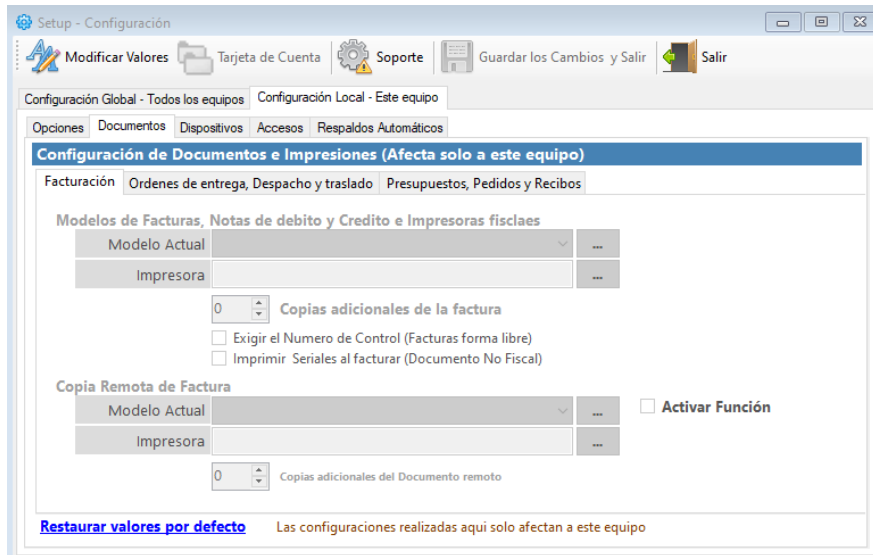 Setup - Configuración
Modificar Valores Tarjeta de Cuenta Soporte Guardar los Cambios y Salir Salir
Configuración Global - Todos los equipos Configuración Local - Este equipo
Opciones Documentos Dispositivos Accesos Respaldos Automáticos
Configuración de Documentos e Impresiones (Afecta solo a este equipo)
Facturación Ordenes de entrega, Despacho y traslado Presupuestos, Pedidos y Recibos
Modelos de Facturas, Notas de debito y Credito e Impresoras fisclaes
Modelo Actual ...
Impresora ...
0 Copias adicionales de la factura
Exigir el Numero de Control (Facturas forma libre)
Imprimir Seriales al facturar (Documento No Fiscal)
Copia Remota de Factura
Modelo Actual ... Activar Función
Impresora ...
0 Copias adicionales del Documento remoto
Restaurar valores por defecto Las configuraciones realizadas aqui solo afectan a este equipo